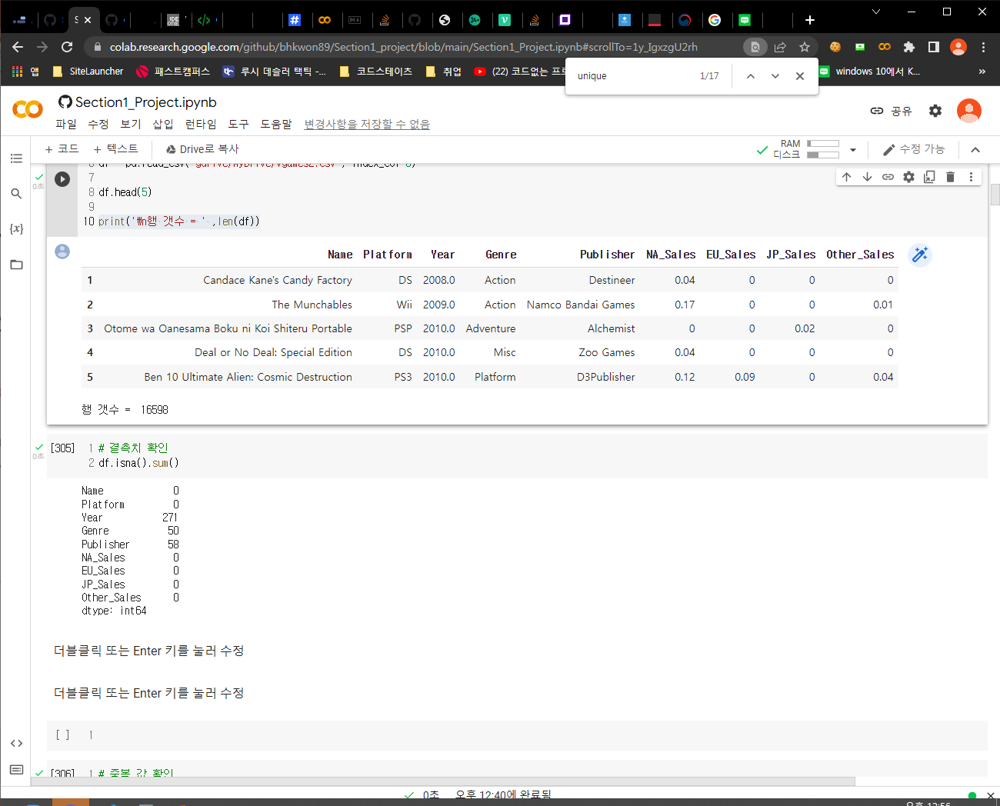 colab.research.google.com/github/bhkwon89/Section1_project/blob/main/Section1_Project.ipynb#scrollTo=1y_IgxzgU2rh
앱 SiteLauncher 패스트캠퍼스 루시 데슬러 택틱 -... 코드스테이츠 취업 (22) 코드없는 프로 windows 10에서 K... »
unique 1/17
Section1_Project.ipynb
파일 수정 보기 삽입 런타임 도구 도움말 변경사항을 저장할 수 없음
공유
+ 코드 + 텍스트 Drive로 복사
RAM
디스크
수정 가능
{x}
0초
7
8 df.head(5)
9
10 print('₩n행 갯수 = ' ,len(df))
Name Platform Year Genre Publisher NA_Sales EU_Sales JP_Sales Other_Sales
1 Candace Kane's Candy Factory DS 2008.0 Action Destineer 0.04 0 0 0
2 The Munchables Wii 2009.0 Action Namco Bandai Games 0.17 0 0 0.01
3 Otome wa Oanesama Boku ni Koi Shiteru Portable PSP 2010.0 Adventure Alchemist 0 0 0.02 0
4 Deal or No Deal: Special Edition DS 2010.0 Misc Zoo Games 0.04 0 0 0
5 Ben 10 Ultimate Alien: Cosmic Destruction PS3 2010.0 Platform D3Publisher 0.12 0.09 0 0.04
행 갯수 = 16598
[305] 1 # 결측치 확인
0초
2 df.isna().sum()
Name 0
Platform 0
Year 271
Genre 50
Publisher 58
NA_Sales 0
EU_Sales 0
JP_Sales 0
Other_Sales 0
dtype: int64
더블클릭 또는 Enter 키를 눌러 수정
더블클릭 또는 Enter 키를 눌러 수정
[ ] 1
[306] 1 # 중복 값 확인
0초 오후 12:40에 완료됨
오후 12:56